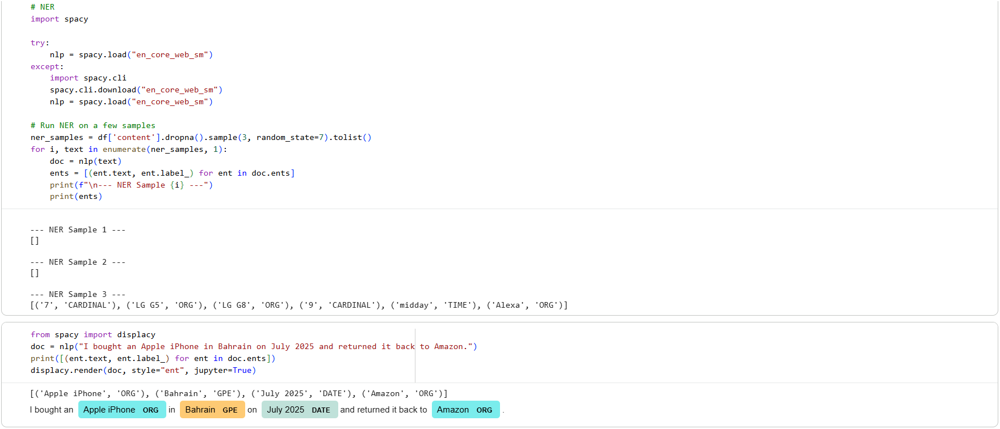 # NER
import spacy
try:
    nlp = spacy.load("en_core_web_sm")
except:
    import spacy.cli
    spacy.cli.download("en_core_web_sm")
    nlp = spacy.load("en_core_web_sm")
# Run NER on a few samples
ner_samples = df['content'].dropna().sample(3, random_state=7).tolist()
for i, text in enumerate(ner_samples, 1):
    doc = nlp(text)
    ents = [(ent.text, ent.label_) for ent in doc.ents]
    print(f"\n--- NER Sample {i} ---")
    print(ents)
--- NER Sample 1 ---
[]
--- NER Sample 2 ---
[]
--- NER Sample 3 ---
[('7', 'CARDINAL'), ('LG G5', 'ORG'), ('LG G8', 'ORG'), ('9', 'CARDINAL'), ('midday', 'TIME'), ('Alexa', 'ORG')]
from spacy import displacy
doc = nlp("I bought an Apple iPhone in Bahrain on July 2025 and returned it back to Amazon.")
print([(ent.text, ent.label_) for ent in doc.ents])
displacy.render(doc, style="ent", jupyter=True)
[('Apple iPhone', 'ORG'), ('Bahrain', 'GPE'), ('July 2025', 'DATE'), ('Amazon', 'ORG')]
I bought an Apple iPhone ORG in Bahrain GPE on July 2025 DATE and returned it back to Amazon ORG .